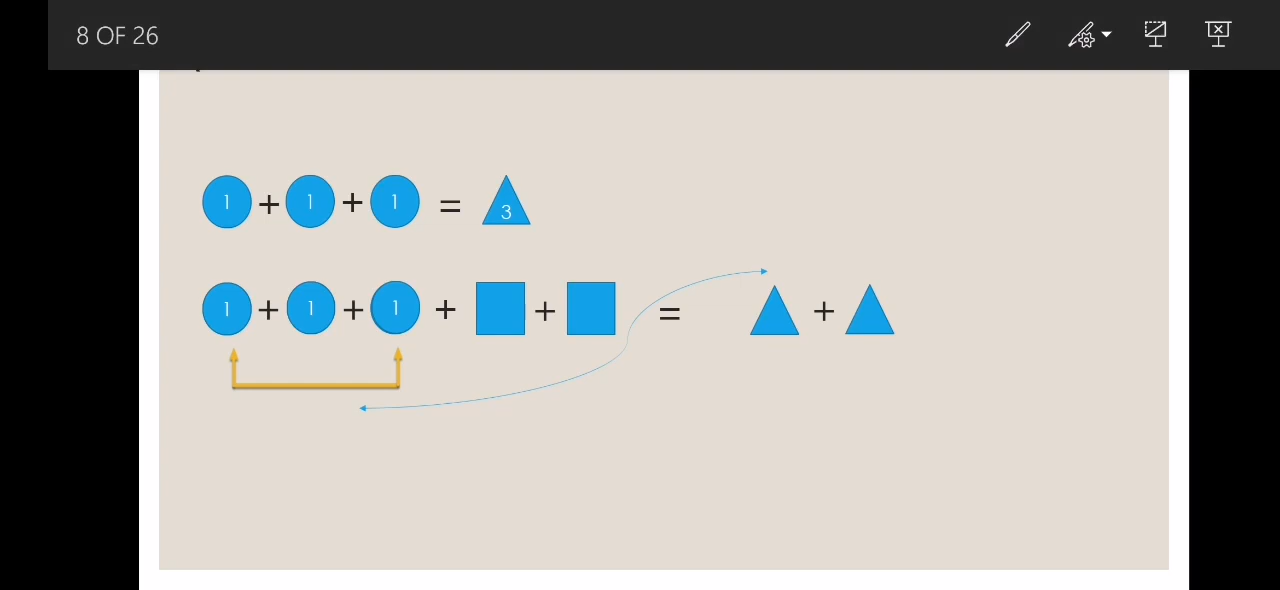 8 OF 26
1 + 1 + 1 = 3
1 + 1 + 1 + + = +